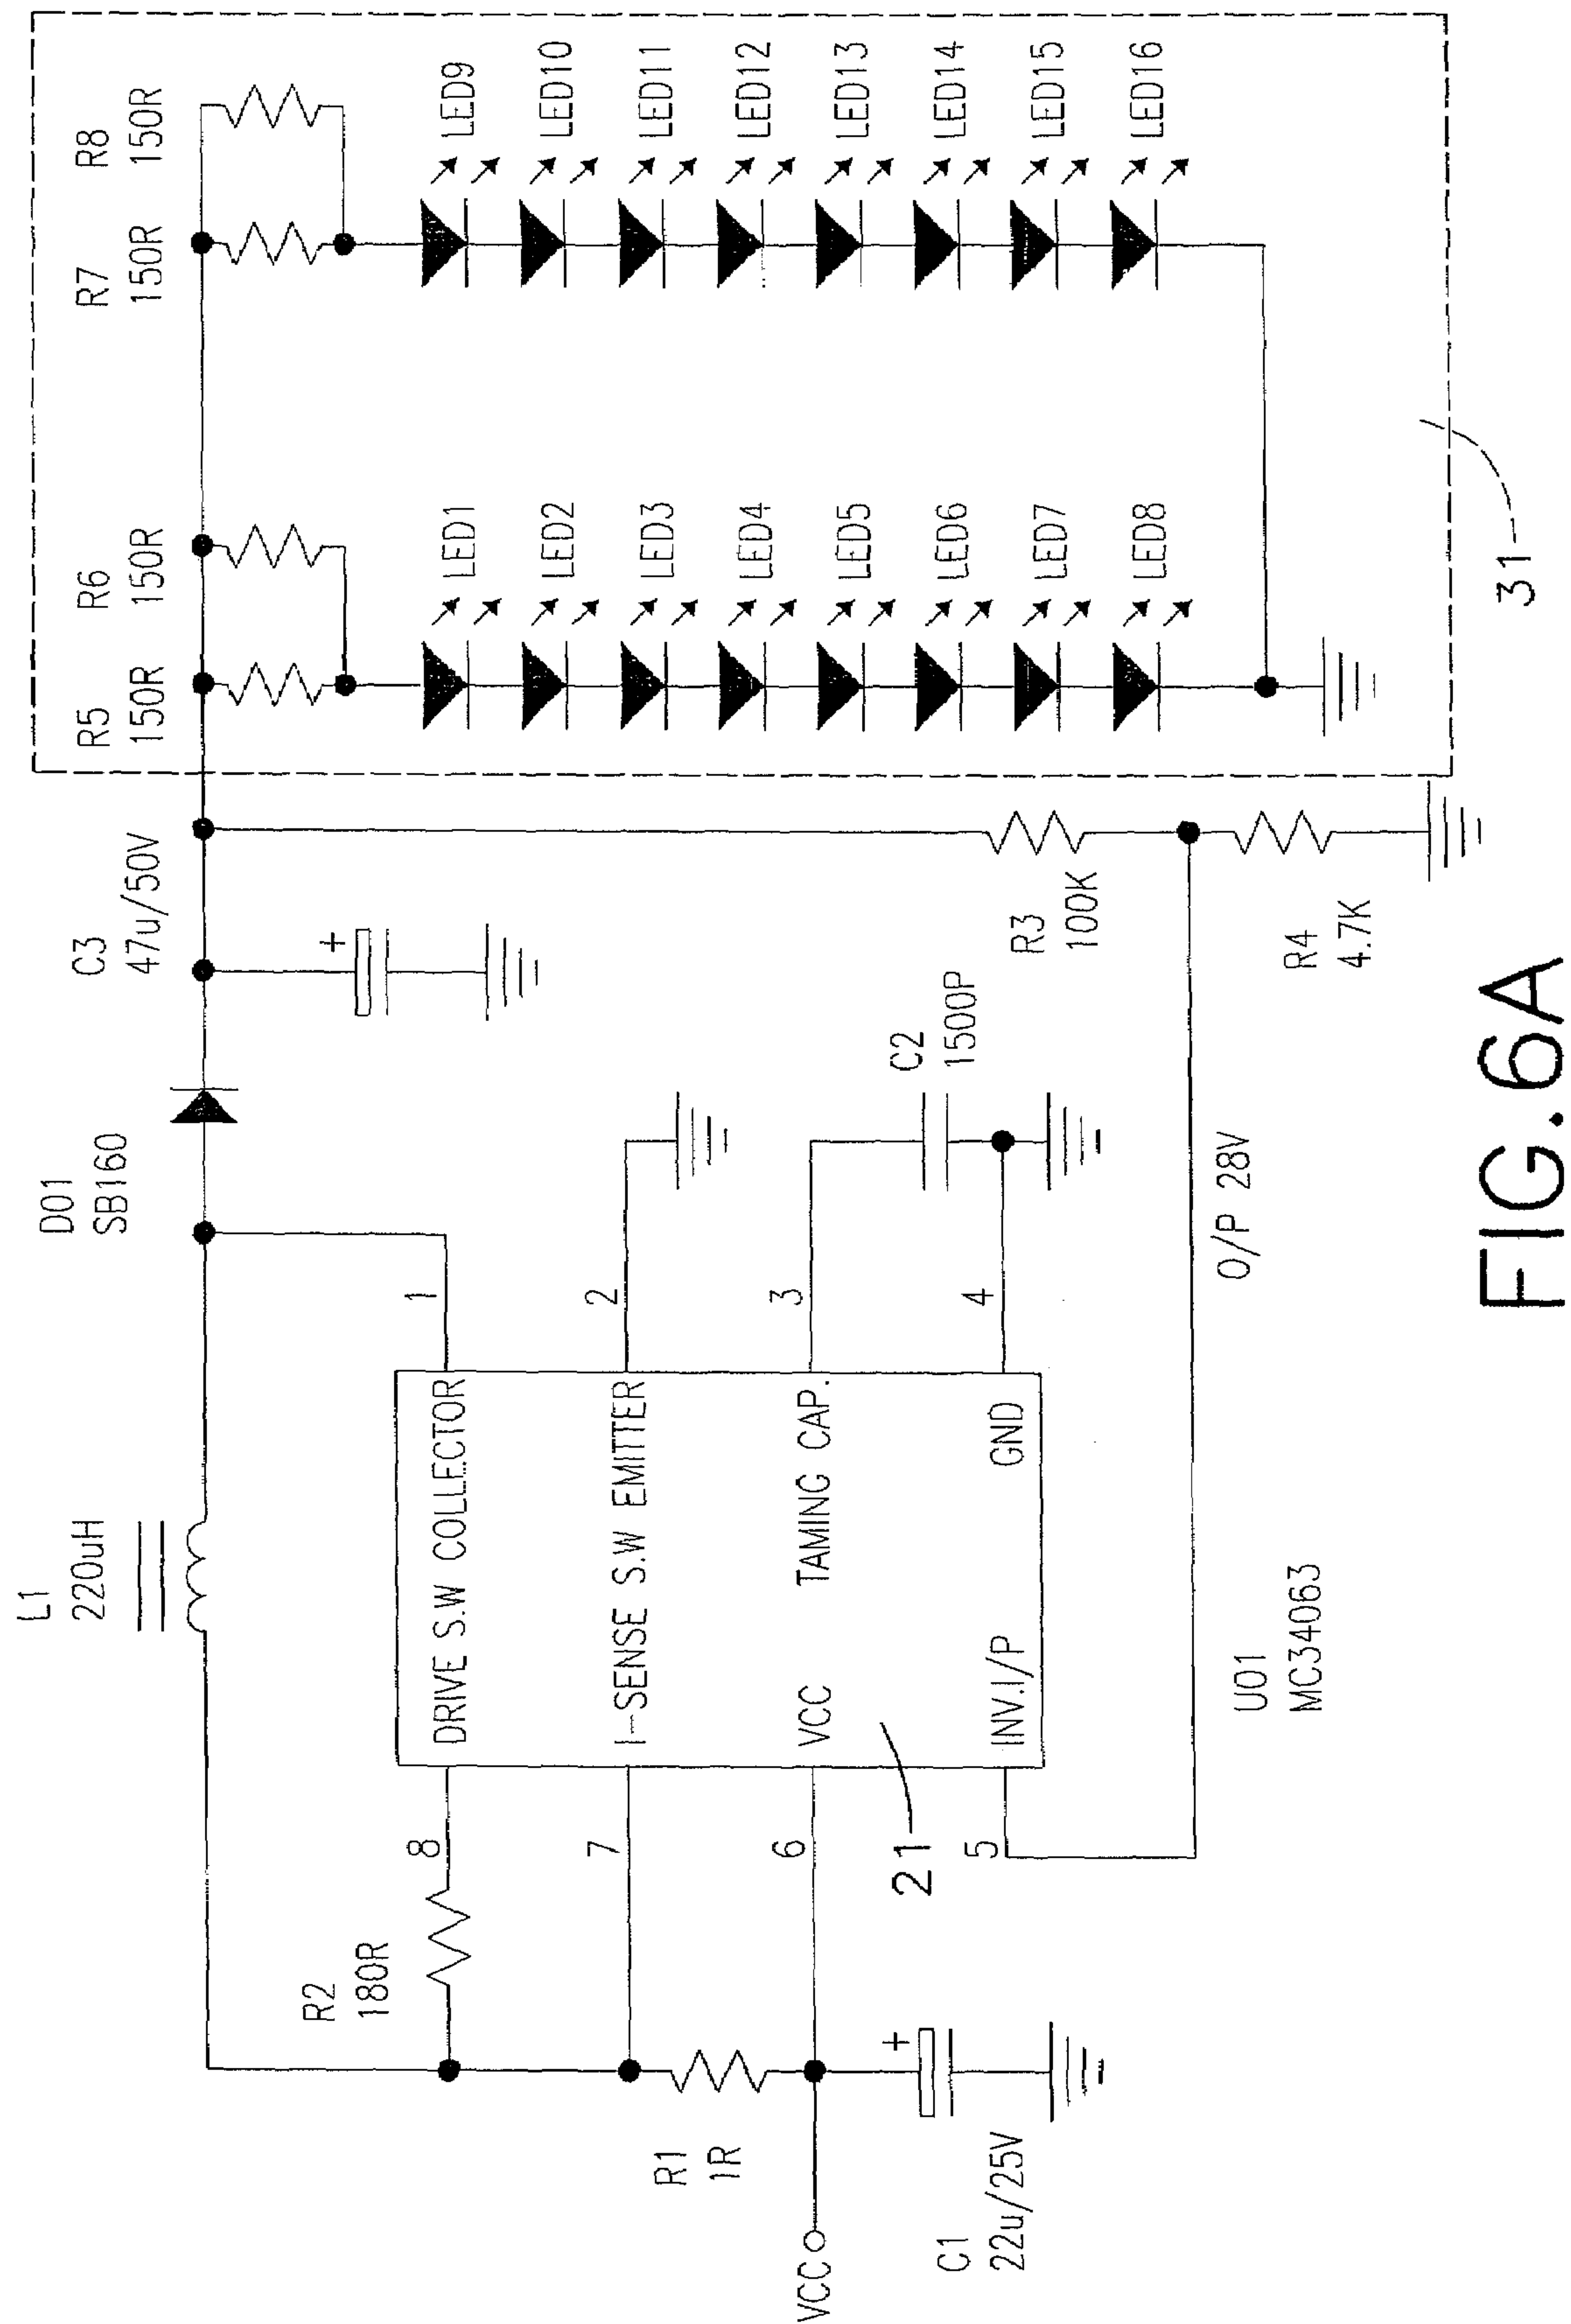 L1
220uH
D01
SB160
C3
47u/50V
R5
150R
R6
150R
R7
150R
R8
150R
LED1
LED2
LED3
LED4
LED5
LED6
LED7
LED8
LED9
LED10
LED11
LED12
LED13
LED14
LED15
LED16
R2
180R
8
DRIVE S.W COLLECTOR
1
7
I-SENSE S.W EMITTER
2
R1
1R
6
VCC
TAMING CAP.
3
C2
1500P
5
INV.I/P
GND
4
21
VCC
C1
22u/25V
U01
MC34063
O/P 28V
R3
100K
R4
4.7K
31
FIG.6A